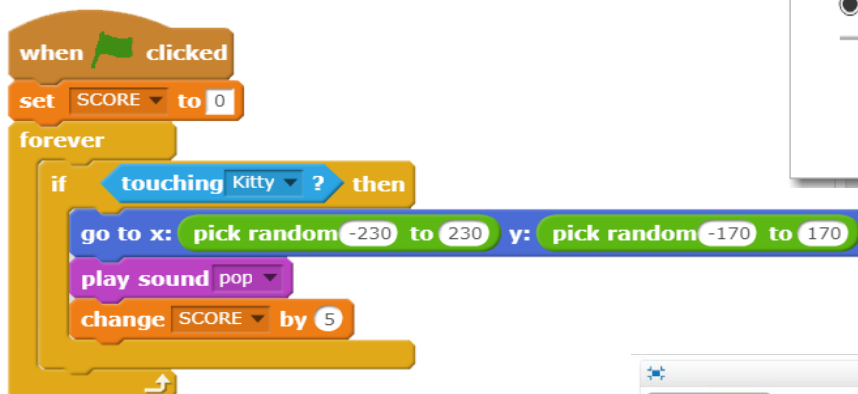 when clicked
set SCORE to 0
forever
if touching Kitty ? then
go to x: pick random -230 to 230 y: pick random -170 to 170
play sound pop
change SCORE by 5